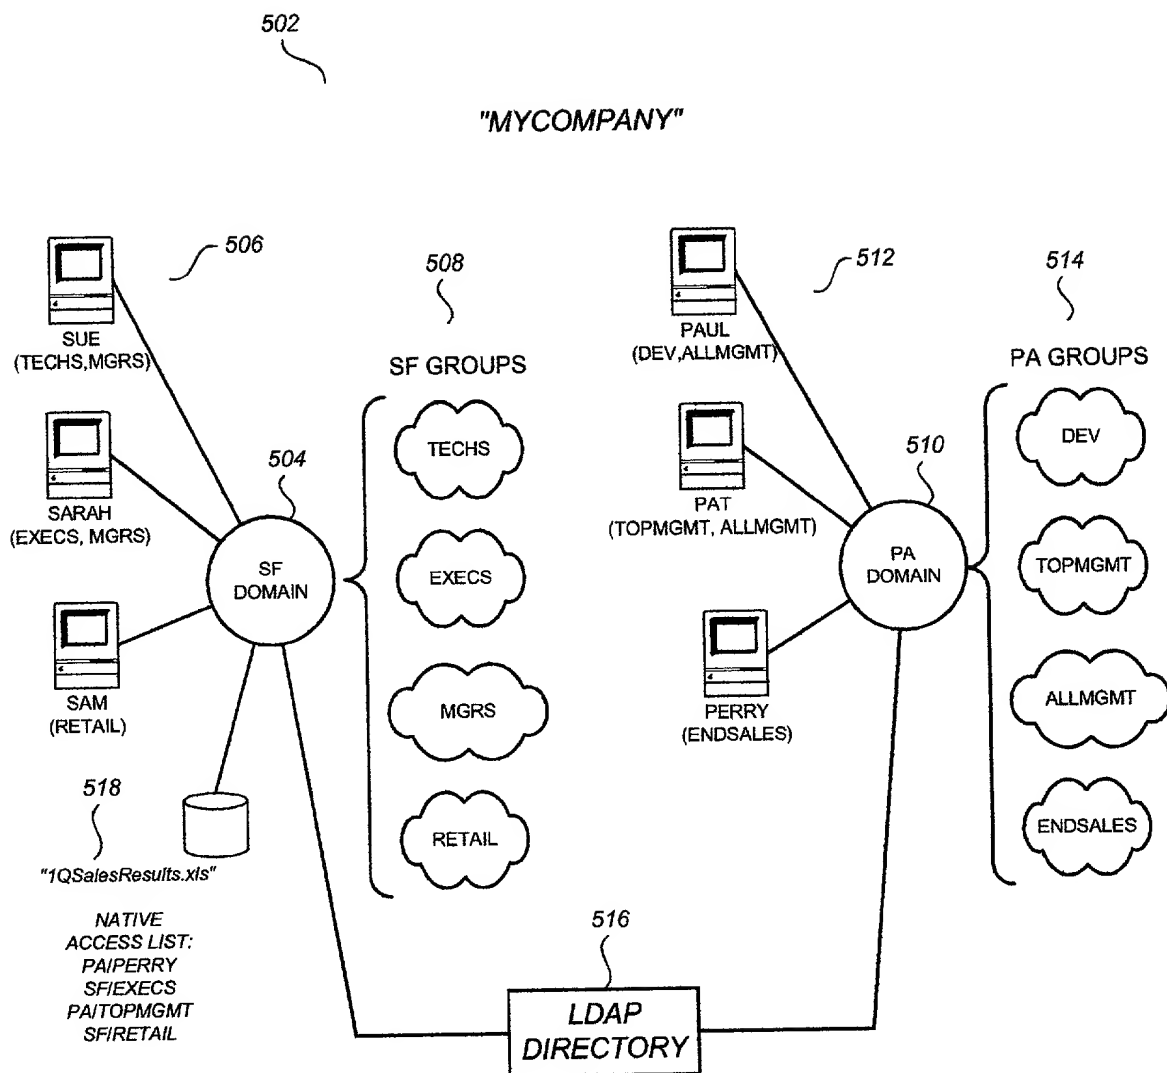 502
"MYCOMPANY"
506
508
512
514
SUE
(TECHS,MGRS)
SF GROUPS
PAUL
(DEV,ALLMGMT)
PA GROUPS
TECHS
DEV
504
510
SARAH
(EXECS, MGRS)
PAT
(TOPMGMT, ALLMGMT)
SF
DOMAIN
EXECS
PA
DOMAIN
TOPMGMT
SAM
(RETAIL)
MGRS
PERRY
(ENDSALES)
ALLMGMT
518
RETAIL
ENDSALES
"1QSalesResults.xls"
NATIVE
ACCESS LIST:
PA/PERRY
SF/EXECS
PA/TOPMGMT
SF/RETAIL
516
LDAP
DIRECTORY